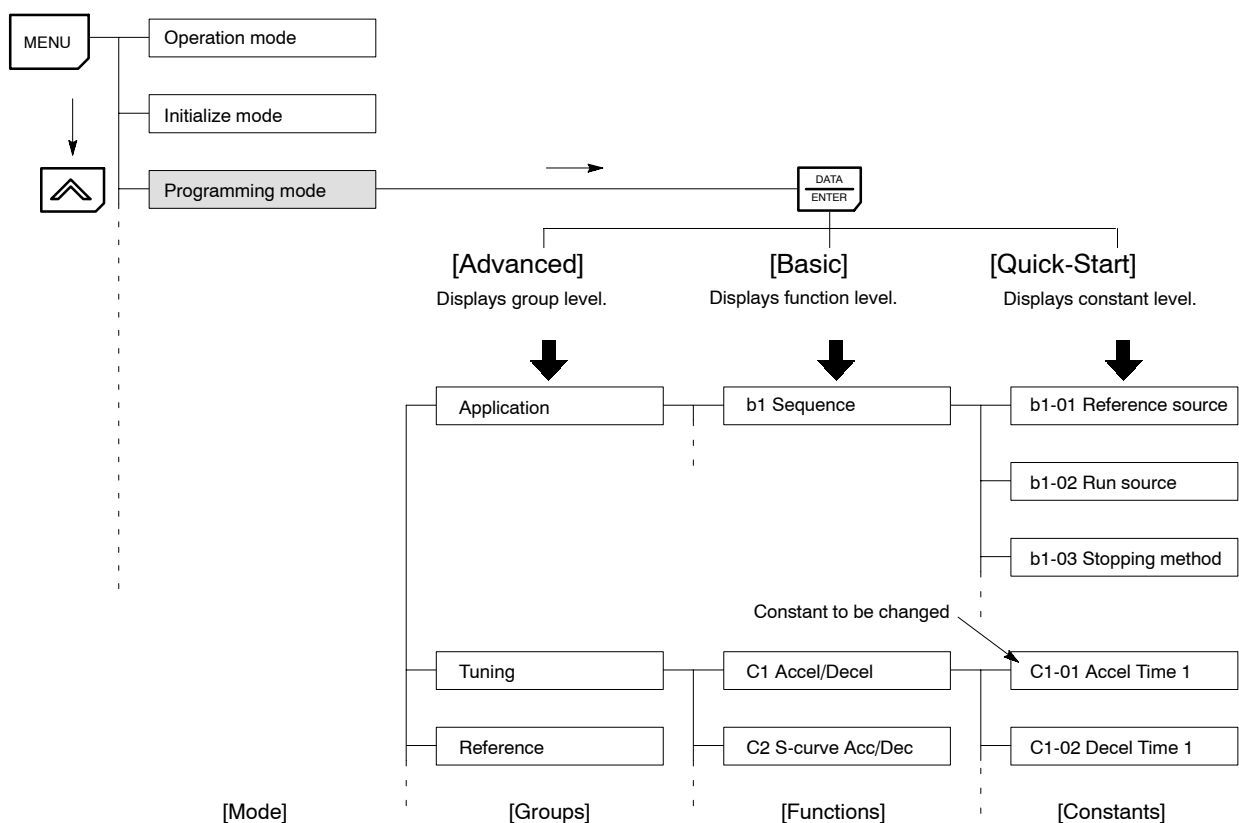 MENU
Operation mode
Initialize mode
Programming mode
DATA
ENTER
[Advanced]
[Basic]
[Quick-Start]
Displays group level.
Displays function level.
Displays constant level.
Application
b1 Sequence
b1-01 Reference source
b1-02 Run source
b1-03 Stopping method
Constant to be changed
Tuning
C1 Accel/Decel
C1-01 Accel Time 1
Reference
C2 S-curve Acc/Dec
C1-02 Decel Time 1
[Mode]
[Groups]
[Functions]
[Constants]